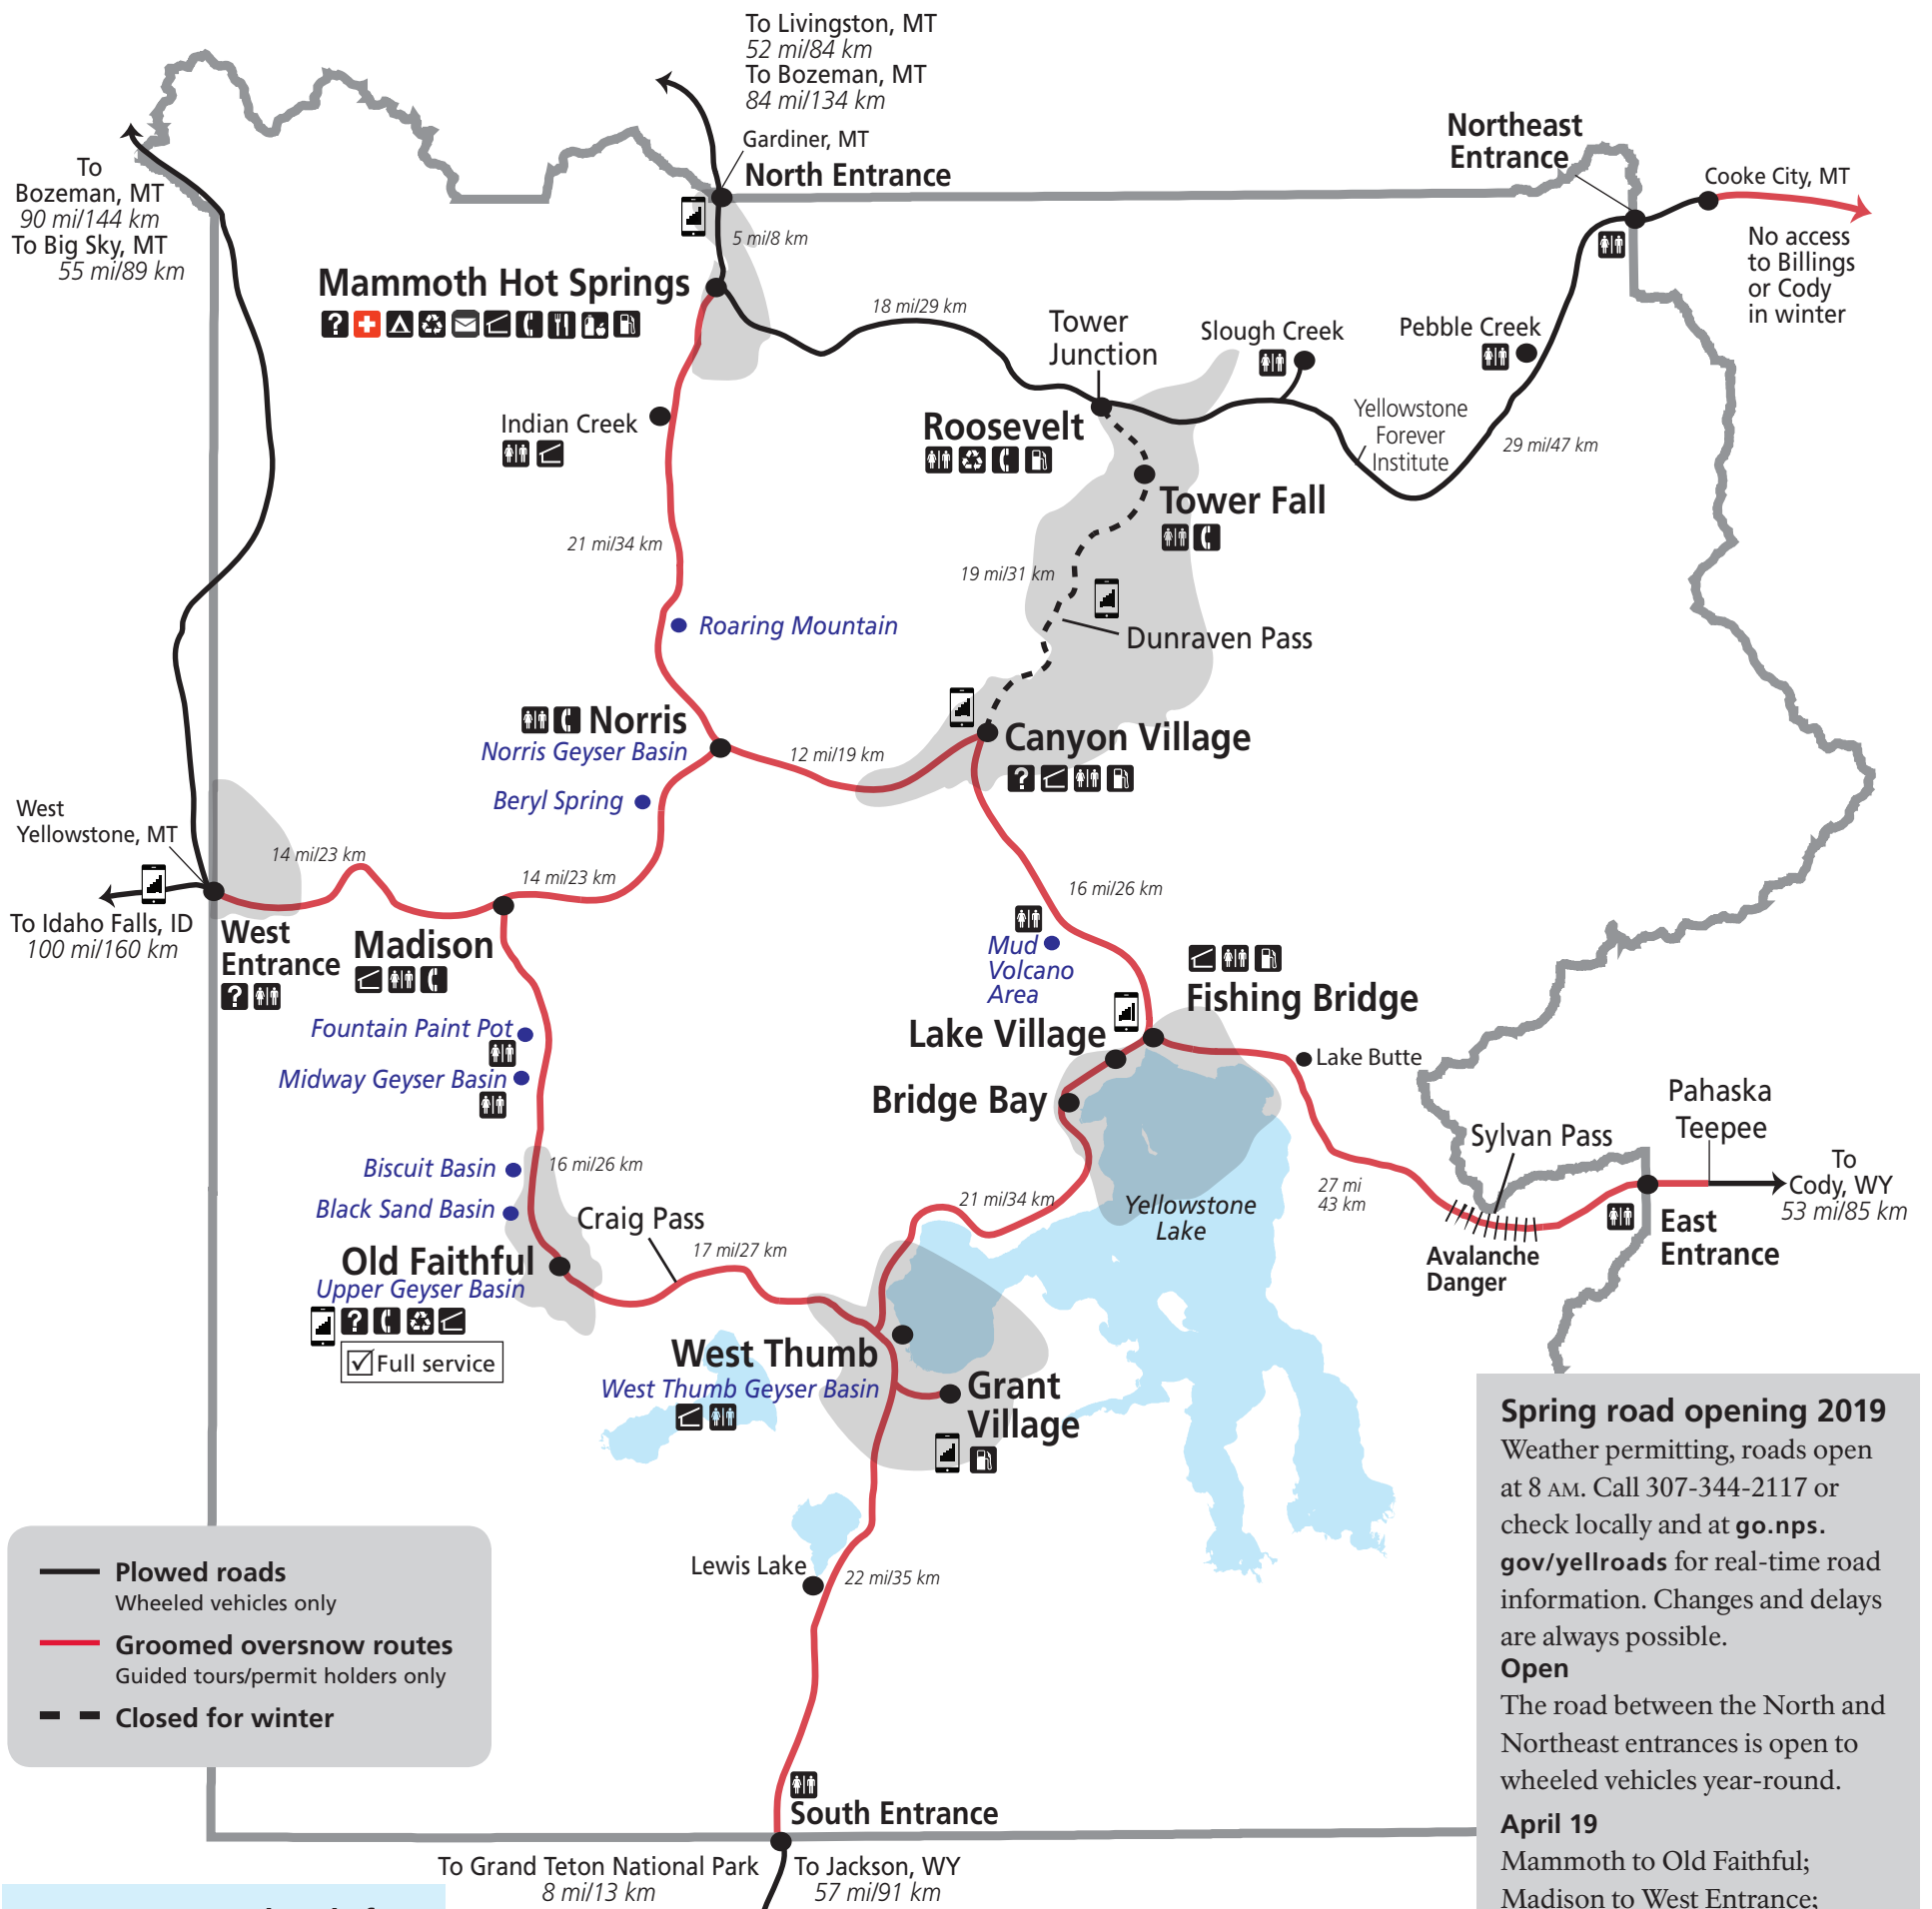 To Livingston, MT
52 mi/84 km
To Bozeman, MT
84 mi/134 km
Gardiner, MT
North Entrance
Northeast
Entrance
Cooke City, MT
To
Bozeman, MT
90 mi/144 km
To Big Sky, MT
55 mi/89 km
5 mi/8 km
No access
to Billings
or Cody
in winter
Mammoth Hot Springs
18 mi/29 km
Tower
Junction
Slough Creek
Pebble Creek
Indian Creek
Roosevelt
Yellowstone
Forever
Institute
29 mi/47 km
Tower Fall
21 mi/34 km
19 mi/31 km
Roaring Mountain
Dunraven Pass
Norris
Norris Geyser Basin
12 mi/19 km
Canyon Village
Beryl Spring
West
Yellowstone, MT
14 mi/23 km
14 mi/23 km
16 mi/26 km
To Idaho Falls, ID
100 mi/160 km
West
Entrance
Madison
Mud
Volcano
Area
Fishing Bridge
Fountain Paint Pot
Lake Village
Lake Butte
Midway Geyser Basin
Bridge Bay
Pahaska
Teepee
Sylvan Pass
Biscuit Basin
16 mi/26 km
To
Cody, WY
53 mi/85 km
Black Sand Basin
Craig Pass
21 mi/34 km
Yellowstone
Lake
27 mi
43 km
East
Entrance
Avalanche
Danger
Old Faithful
Upper Geyser Basin
17 mi/27 km
Full service
West Thumb
West Thumb Geyser Basin
Grant
Village
Lewis Lake
22 mi/35 km
Plowed roads
Wheeled vehicles only
Groomed oversnow routes
Guided tours/permit holders only
Closed for winter
South Entrance
To Grand Teton National Park
8 mi/13 km
To Jackson, WY
57 mi/91 km
Spring road opening 2019
Weather permitting, roads open
at 8 AM. Call 307-344-2117 or
check locally and at go.nps.
gov/yellroads for real-time road
information. Changes and delays
are always possible.
Open
The road between the North and
Northeast entrances is open to
wheeled vehicles year-round.
April 19
Mammoth to Old Faithful;
Madison to West Entrance;